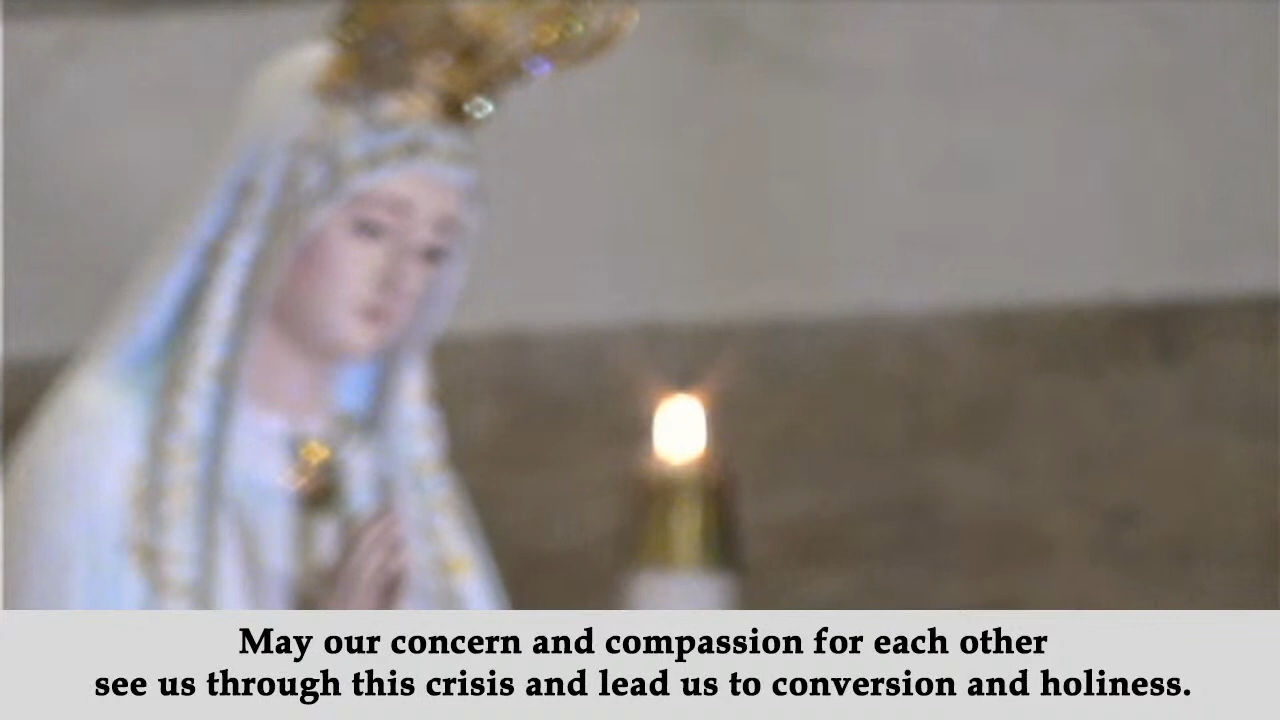 May our concern and compassion for each other
see us through this crisis and lead us to conversion and holiness.